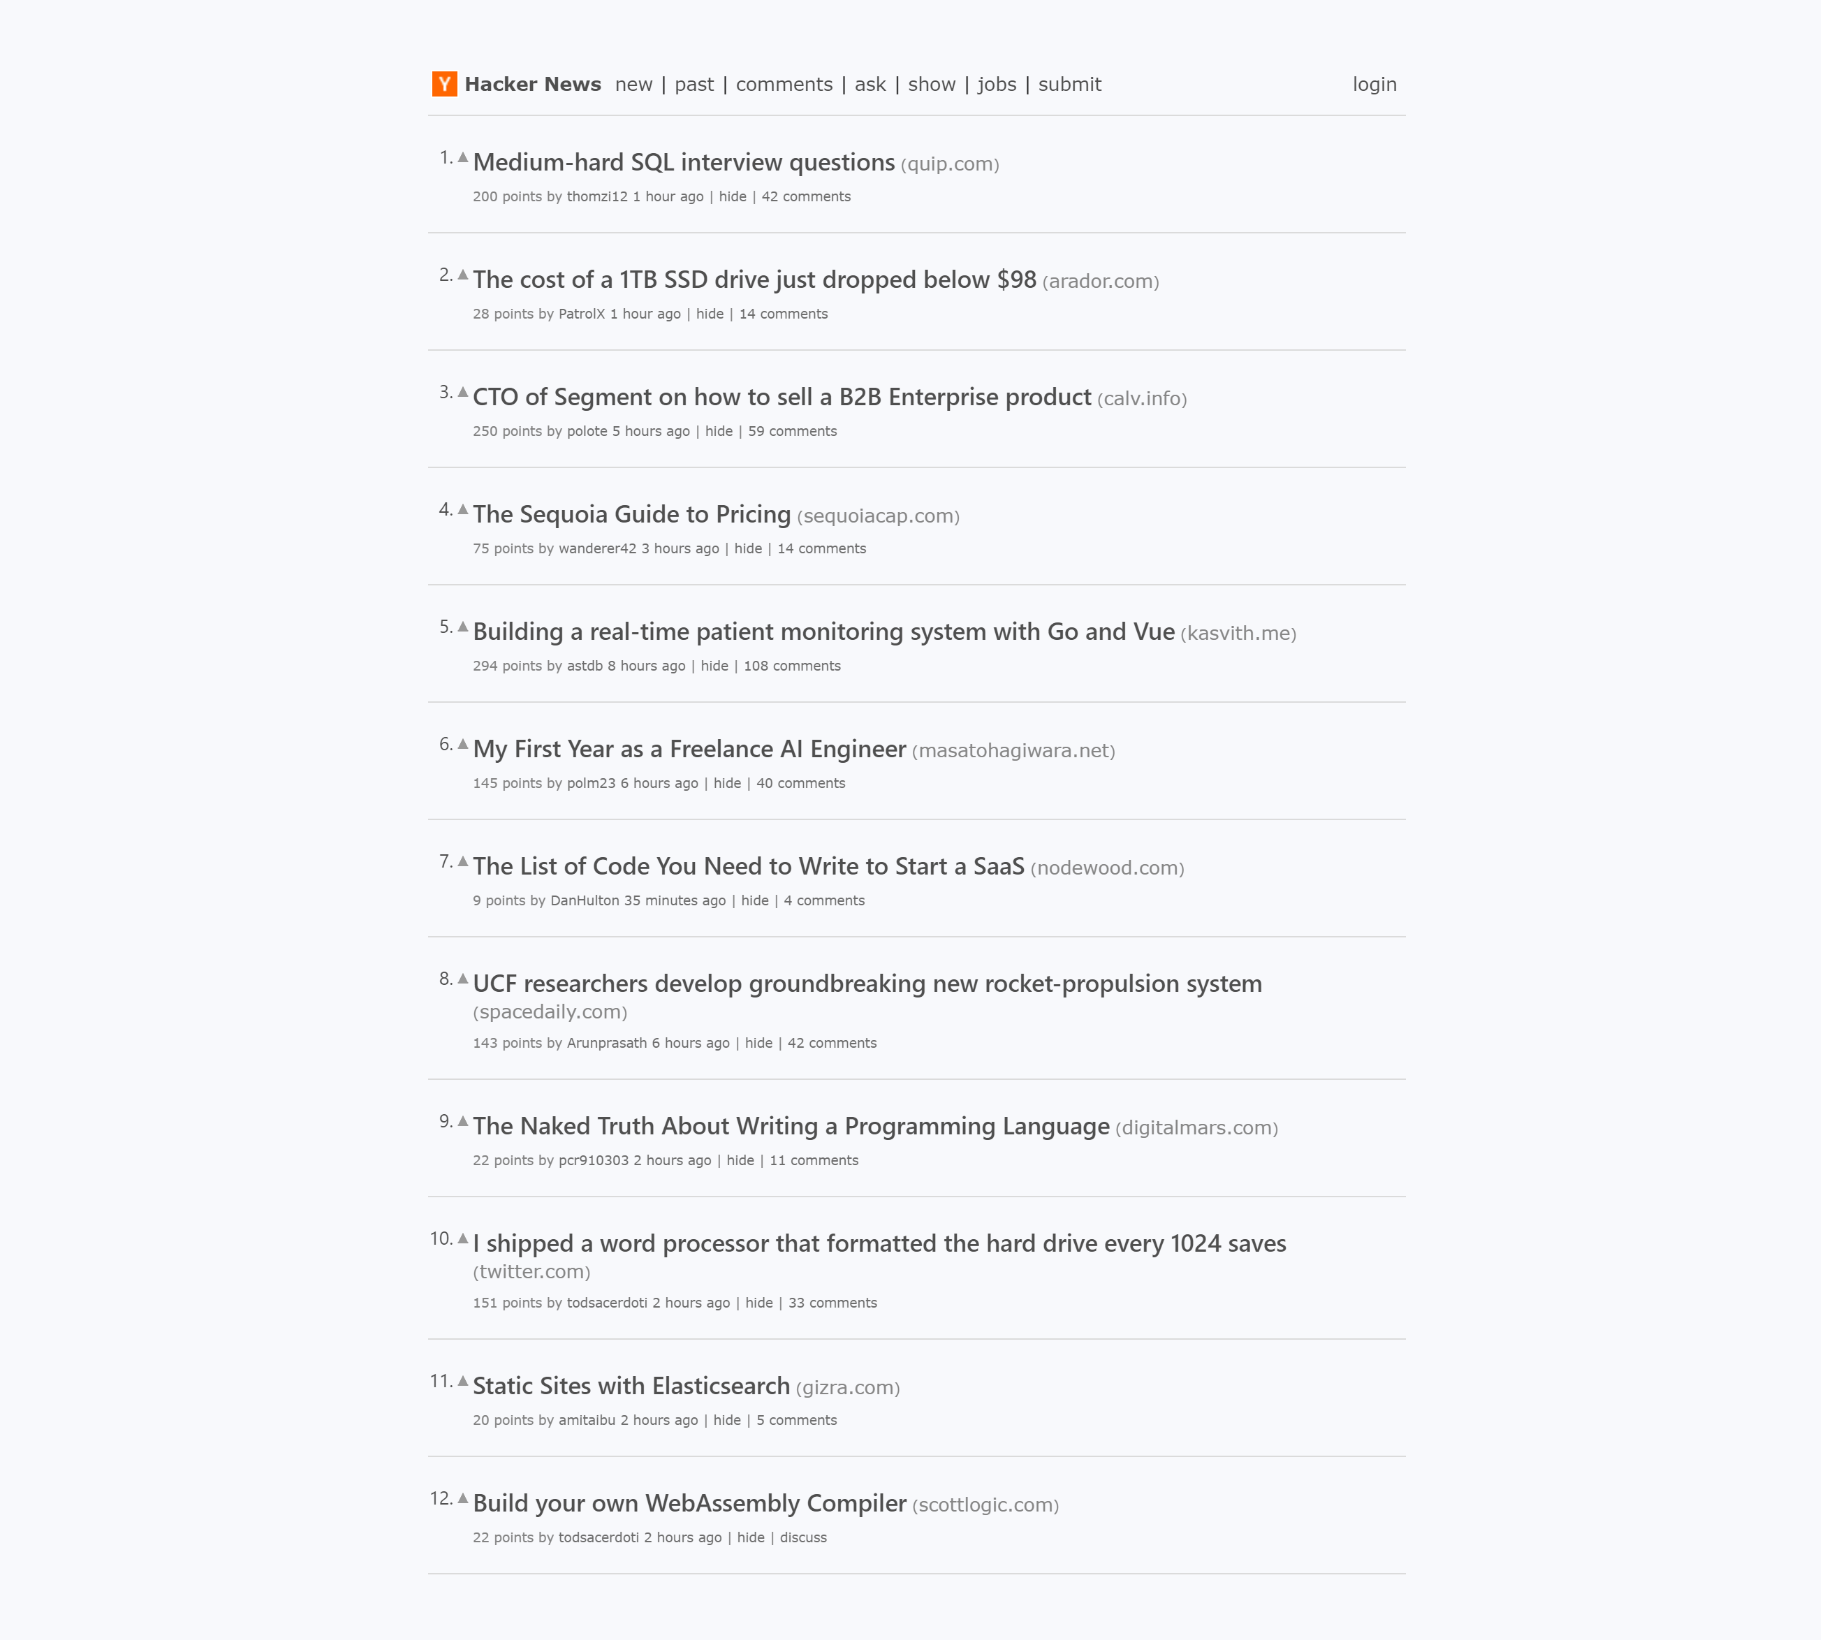 Y Hacker News new | past | comments | ask | show | jobs | submit login
1. ▲ Medium-hard SQL interview questions (quip.com)
200 points by thomzi12 1 hour ago | hide | 42 comments
2. ▲ The cost of a 1TB SSD drive just dropped below $98 (arador.com)
28 points by PatrolX 1 hour ago | hide | 14 comments
3. ▲ CTO of Segment on how to sell a B2B Enterprise product (calv.info)
250 points by polote 5 hours ago | hide | 59 comments
4. ▲ The Sequoia Guide to Pricing (sequoiacap.com)
75 points by wanderer42 3 hours ago | hide | 14 comments
5. ▲ Building a real-time patient monitoring system with Go and Vue (kasvith.me)
294 points by astdb 8 hours ago | hide | 108 comments
6. ▲ My First Year as a Freelance AI Engineer (masatohagiwara.net)
145 points by polm23 6 hours ago | hide | 40 comments
7. ▲ The List of Code You Need to Write to Start a SaaS (nodewood.com)
9 points by DanHulton 35 minutes ago | hide | 4 comments
8. ▲ UCF researchers develop groundbreaking new rocket-propulsion system
(spacedaily.com)
143 points by Arunprasath 6 hours ago | hide | 42 comments
9. ▲ The Naked Truth About Writing a Programming Language (digitalmars.com)
22 points by pcr910303 2 hours ago | hide | 11 comments
10. ▲ I shipped a word processor that formatted the hard drive every 1024 saves
(twitter.com)
151 points by todsacerdoti 2 hours ago | hide | 33 comments
11. ▲ Static Sites with Elasticsearch (gizra.com)
20 points by amitaibu 2 hours ago | hide | 5 comments
12. ▲ Build your own WebAssembly Compiler (scottlogic.com)
22 points by todsacerdoti 2 hours ago | hide | discuss